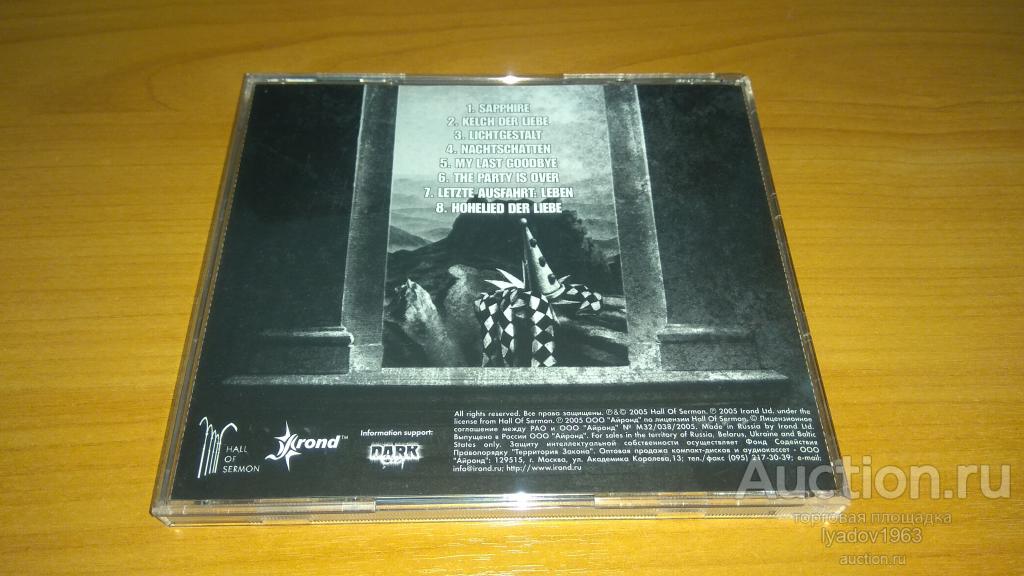 1. SAPPHIRE
2. KELCH DER LIEBE
3. LICHTGESTALT
4. NACHTSCHATTEN
5. MY LAST GOODBYE
6. THE PARTY IS OVER
7. LETZTE AUSFAHRT: LEBEN
8. HOHELIED DER LIEBE
HALL
OF
SERMON
Irond™
Information support:
DARK
All rights reserved. Все права защищены. ℗&© 2005 Hall Of Sermon. ℗ 2005 Irond Ltd. under the
license from Hall Of Sermon. ℗ 2005 ООО "Айронд" по лицензии Hall Of Sermon. © Лицензионное
соглашение между РАО и ООО "Айронд" № М32/038/2005. Made in Russia by Irond Ltd.
Выпущено в России ООО "Айронд". For sales in the territory of Russia, Belarus, Ukraine and Baltic
States only. Защиту интеллектуальной собственности осуществляет Фонд Содействия
Правопорядку "Территория Закона". Оптовая продажа компакт-дисков и аудиокассет - ООО
"Айронд": 129515, г. Москва, ул. Академика Королева,13; тел./факс (095) 217-30-39; e-mail:
info@irond.ru; http://www.irond.ru
Auction.ru
торговая площадка
lyadov1963
auction.ru